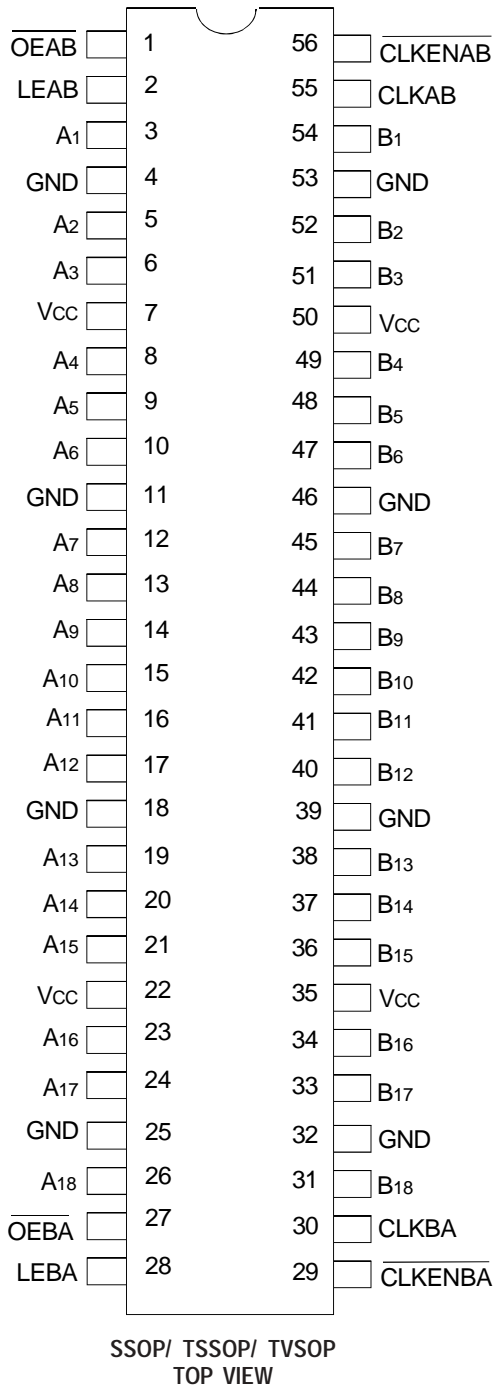 OEAB 1 56 CLKENAB
LEAB 2 55 CLKAB
A1 3 54 B1
GND 4 53 GND
A2 5 52 B2
A3 6 51 B3
VCC 7 50 VCC
A4 8 49 B4
A5 9 48 B5
A6 10 47 B6
GND 11 46 GND
A7 12 45 B7
A8 13 44 B8
A9 14 43 B9
A10 15 42 B10
A11 16 41 B11
A12 17 40 B12
GND 18 39 GND
A13 19 38 B13
A14 20 37 B14
A15 21 36 B15
VCC 22 35 VCC
A16 23 34 B16
A17 24 33 B17
GND 25 32 GND
A18 26 31 B18
OEBA 27 30 CLKBA
LEBA 28 29 CLKENBA
SSOP/ TSSOP/ TVSOP
TOP VIEW